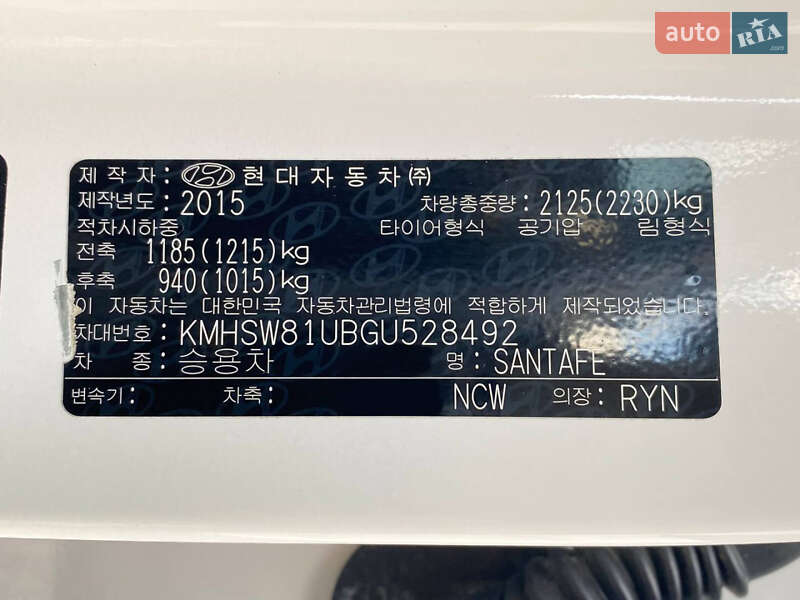 auto RIA.com
제작자: 현대자동차㈜
제작년도: 2015 차량총중량: 2125(2230)kg
적차시하중 타이어형식 공기압 림형식
전축 1185(1215)kg
후축 940(1015)kg
이 자동차는 대한민국 자동차관리법령에 적합하게 제작되었습니다.
차대번호: KMHSW81UBGU528492
차 종: 승용차 명: SANTAFE
변속기: 차축: NCW 의장: RYN